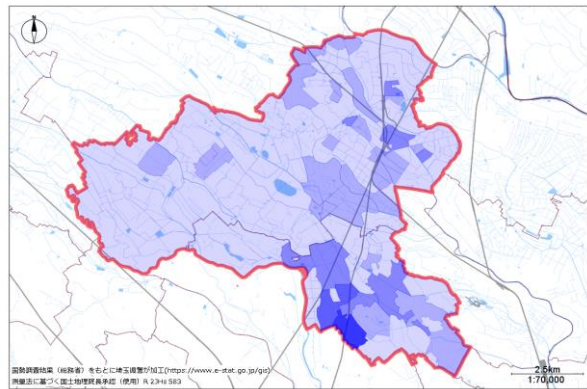 N
国勢調査結果(総務省)をもとに埼玉県警が加工(https://www.e-stat.go.jp/gis)
測量法に基づく国土地理院長承認(使用)R 2JHs 583
2.5km
1:70,000